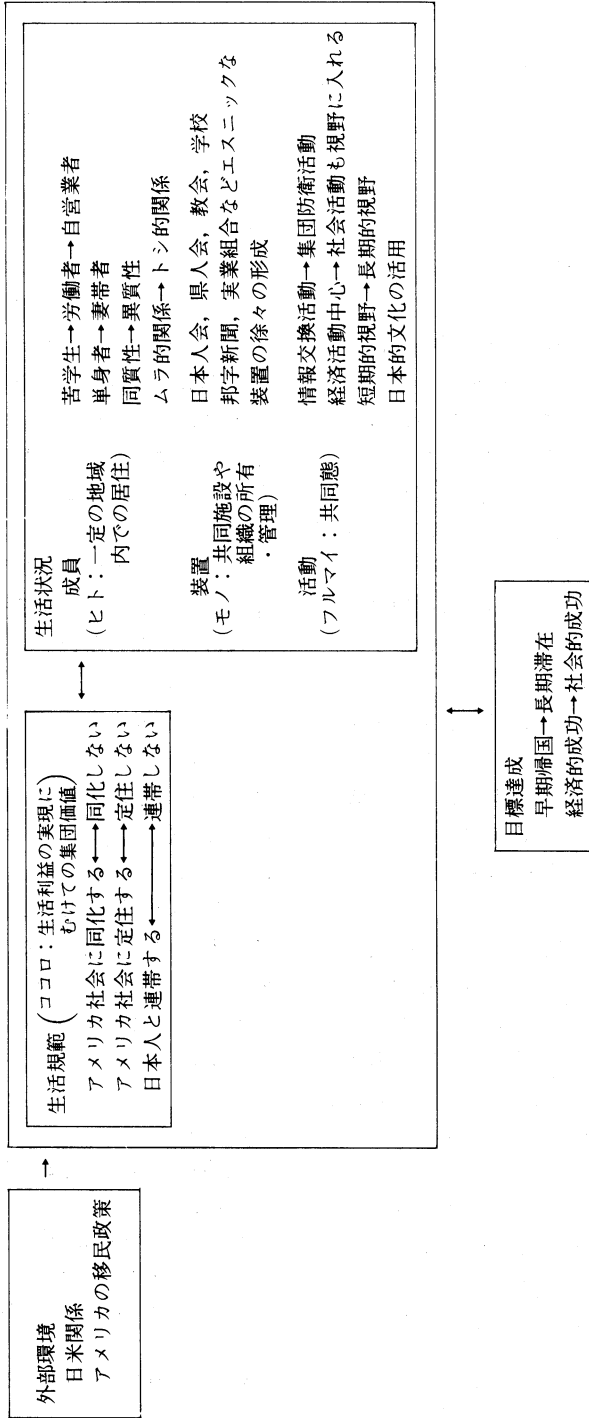 外部環境
日米関係
アメリカの移民政策
→
生活規範(ココロ：生活利益の実現に
むけての集団価値)
アメリカ社会に同化する←→同化しない
アメリカ社会に定住する←→定住しない
日本人と連帯する←→連帯しない
↔
生活状況
成員
(ヒト：一定の地域
内での居住)
苦学生→労働者→自営業者
単身者→妻帯者
同質性→異質性
ムラ的関係→トシ的関係
装置
(モノ：共同施設や
組織の所有
・管理)
日本人会，県人会，教会，学校
邦字新聞，実業組合などエスニックな
装置の徐々の形成
活動
(フルマイ：共同態)
情報交換活動→集団防衛活動
経済活動中心→社会活動も視野に入れる
短期的視野→長期的視野
日本的文化の活用
↕
目標達成
早期帰国→長期滞在
経済的成功→社会的成功